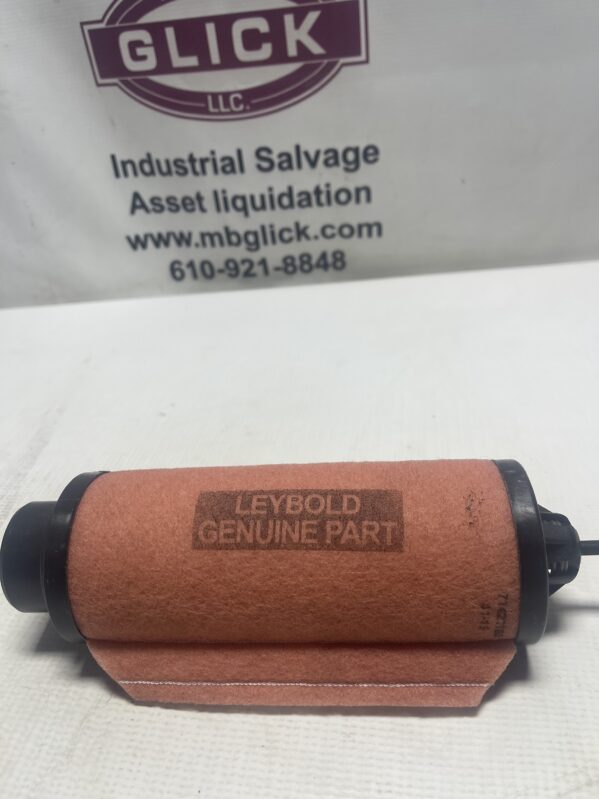 GLICK
LLC.
Industrial Salvage
Asset liquidation
www.mbglick.com
610-921-8848
LEYBOLD
GENUINE PART